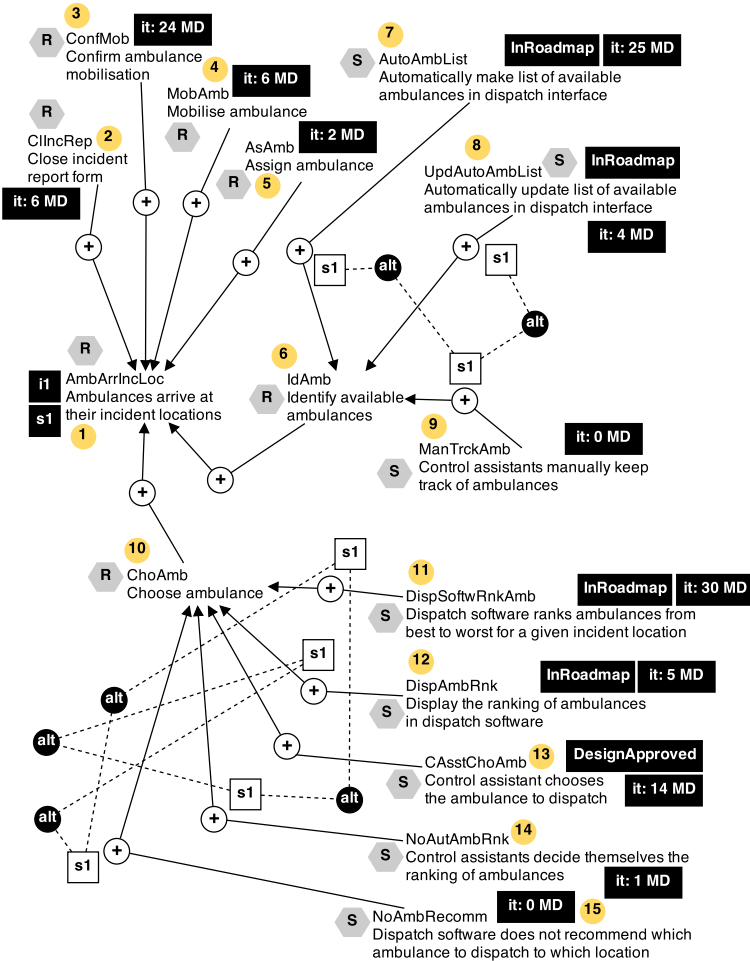 3
R
ConfMob
it: 24 MD
Confirm ambulance
mobilisation
4
MobAmb
it: 6 MD
Mobilise ambulance
R
7
S
AutoAmbList
InRoadmap
it: 25 MD
Automatically make list of available
ambulances in dispatch interface
R
ClIncRep
2
Close incident
report form
it: 6 MD
AsAmb
it: 2 MD
Assign ambulance
R
5
8
UpdAutoAmbList
S
InRoadmap
Automatically update list of available
ambulances in dispatch interface
it: 4 MD
+
+
+
+
+
+
s1
alt
s1
alt
s1
R
i1
AmbArrIncLoc
Ambulances arrive at
s1
their incident locations
1
6
IdAmb
R
Identify available
ambulances
+
9
ManTrckAmb
it: 0 MD
S
Control assistants manually keep
track of ambulances
+
+
10
R
ChoAmb
Choose ambulance
s1
+
11
DispSoftwRnkAmb
InRoadmap
it: 30 MD
S
Dispatch software ranks ambulances from
best to worst for a given incident location
s1
+
12
DispAmbRnk
InRoadmap
it: 5 MD
S
Display the ranking of ambulances
in dispatch software
alt
alt
+
CAsstChoAmb
13
DesignApproved
S
Control assistant chooses
the ambulance to dispatch
it: 14 MD
s1
alt
alt
+
NoAutAmbRnk
14
S
Control assistants decide themselves the
ranking of ambulances
it: 1 MD
s1
+
S
NoAmbRecomm
it: 0 MD
15
Dispatch software does not recommend which
ambulance to dispatch to which location